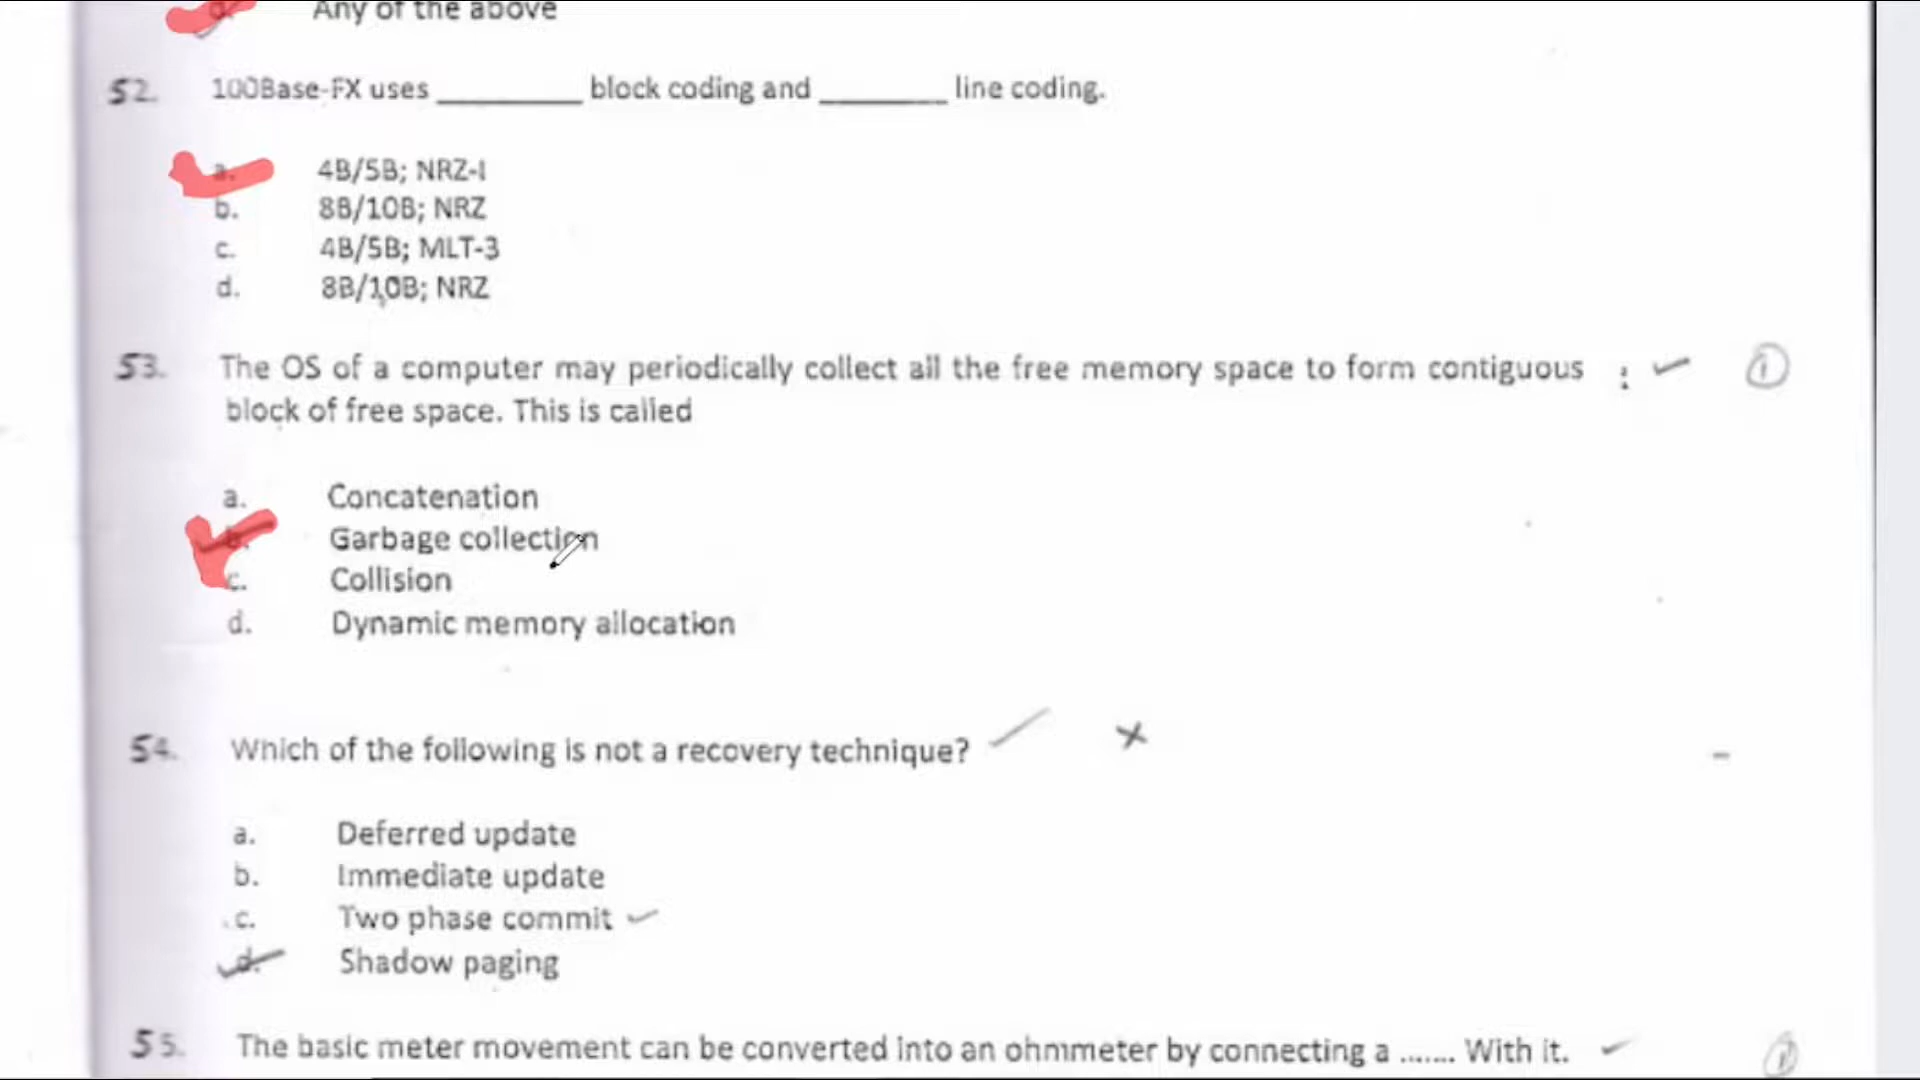 Any of the above
52. 100Base-FX uses ________ block coding and _______ line coding.
a. 4B/5B; NRZ-I
b. 8B/10B; NRZ
c. 4B/5B; MLT-3
d. 8B/10B; NRZ
53. The OS of a computer may periodically collect all the free memory space to form contiguous :
block of free space. This is called
a. Concatenation
b. Garbage collection
c. Collision
d. Dynamic memory allocation
54. Which of the following is not a recovery technique?
a. Deferred update
b. Immediate update
c. Two phase commit
d. Shadow paging
55. The basic meter movement can be converted into an ohmmeter by connecting a ....... With it.